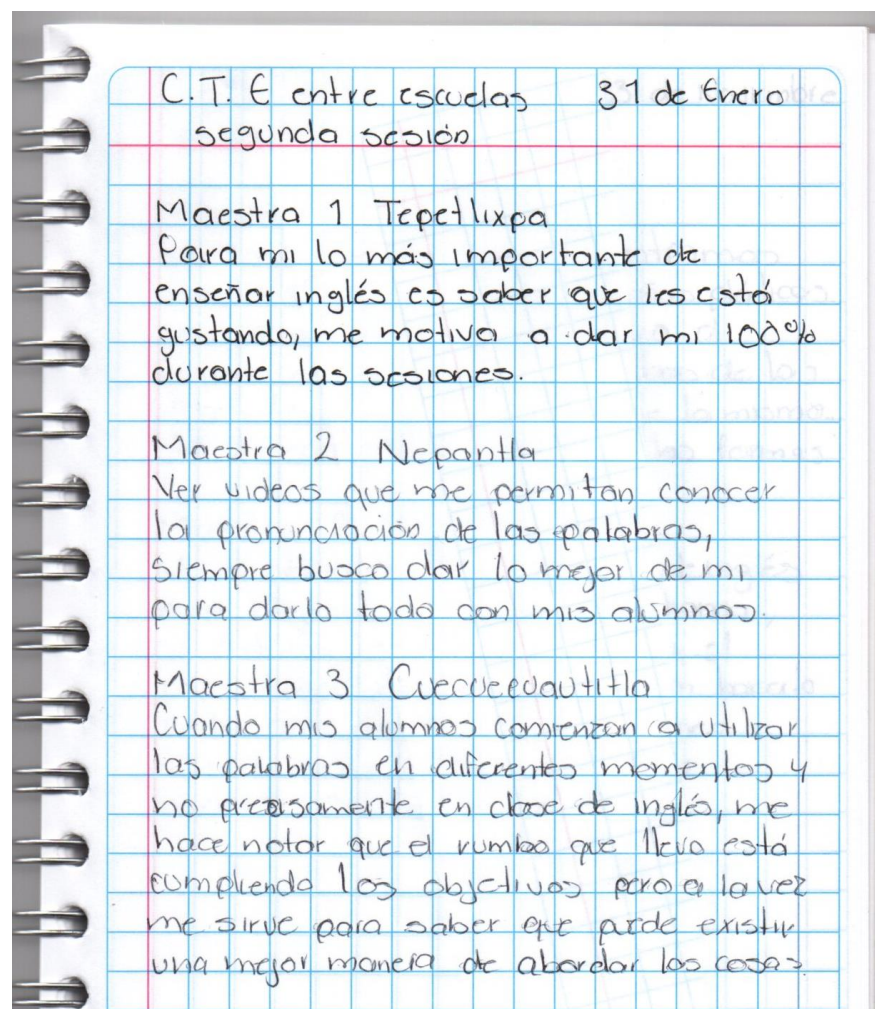 C.T.E entre escuelas 31 de Enero
segunda sesión
Maestra 1 Tepetlixpa
Para mi lo más importante de
enseñar inglés es saber que les está
gustando, me motiva a dar mi 100%
durante las sesiones.
Maestra 2 Nepantla
Ver videos que me permitan conocer
la pronunciación de las palabras,
siempre busco dar lo mejor de mi
para darlo todo con mis alumnos.
Maestra 3 Cuecuecuautitla
Cuando mis alumnos comienzan a utilizar
las palabras en diferentes momentos y
no precisamente en clase de inglés, me
hace notar que el rumbo que llevo está
cumpliendo los objetivos pero a la vez
me sirve para saber que puede existir
una mejor manera de abordar las cosas.